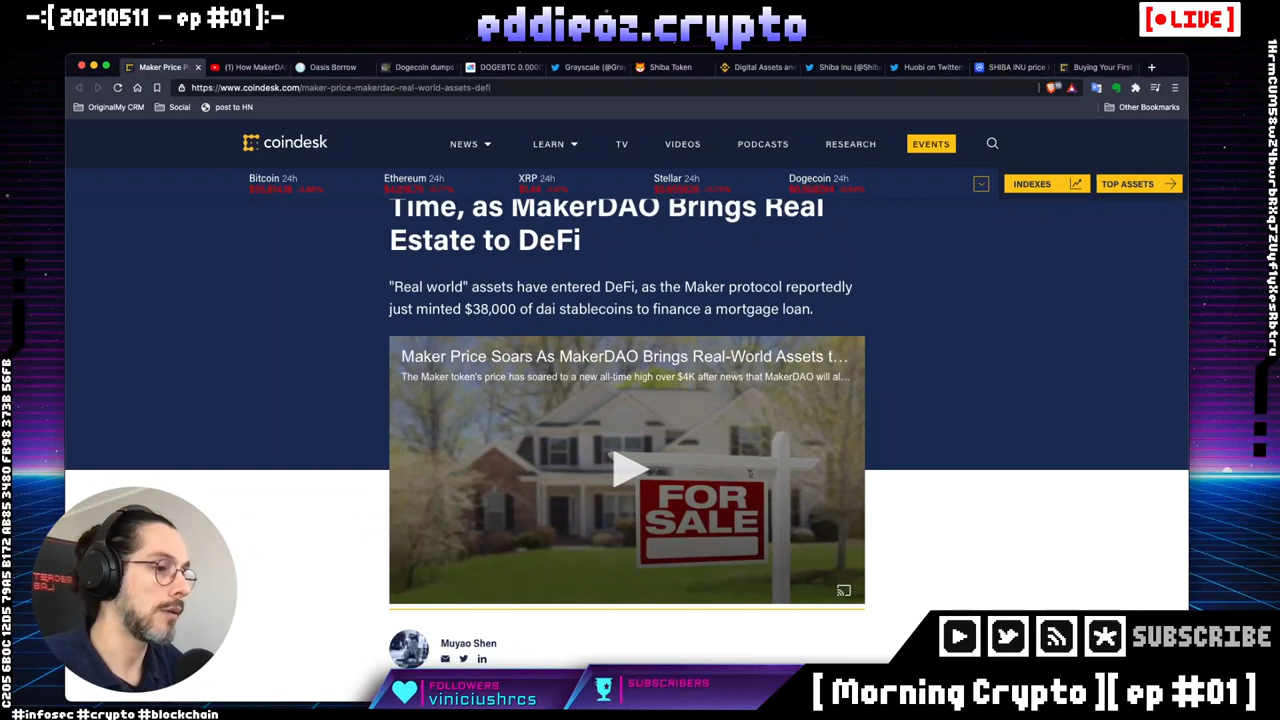 -:[ 20210511 - ep #01]:-
eddieoz.crypto
[•LIVE]
Maker Price P
(1) How MakerDA
Oasis Borrow
Dogecoin dumps
DOGEBTC 0.0000
Grayscale (@Gray
Shiba Token
Digital Assets and
Shiba Inu (@Shib
Huobi on Twitter:
SHIBA INU price
Buying Your First
https://www.coindesk.com/maker-price-makerdao-real-world-assets-defi
OriginalMy CRM
Social
post to HN
Other Bookmarks
coindesk
NEWS
LEARN
TV
VIDEOS
PODCASTS
RESEARCH
EVENTS
Bitcoin 24h
Ethereum 24h
XRP 24h
Stellar 24h
Dogecoin 24h
INDEXES
TOP ASSETS
Time, as MakerDAO Brings Real
Estate to DeFi
"Real world" assets have entered DeFi, as the Maker protocol reportedly
just minted $38,000 of dai stablecoins to finance a mortgage loan.
Maker Price Soars As MakerDAO Brings Real-World Assets t...
The Maker token's price has soared to a new all-time high over $4K after news that MakerDAO will al...
FOR
SALE
Muyao Shen
SUBSCRIBE
FOLLOWERS
viniciushrcs
SUBSCRIBERS
[Morning Crypto][ep #01]
#infosec #crypto #blockchain